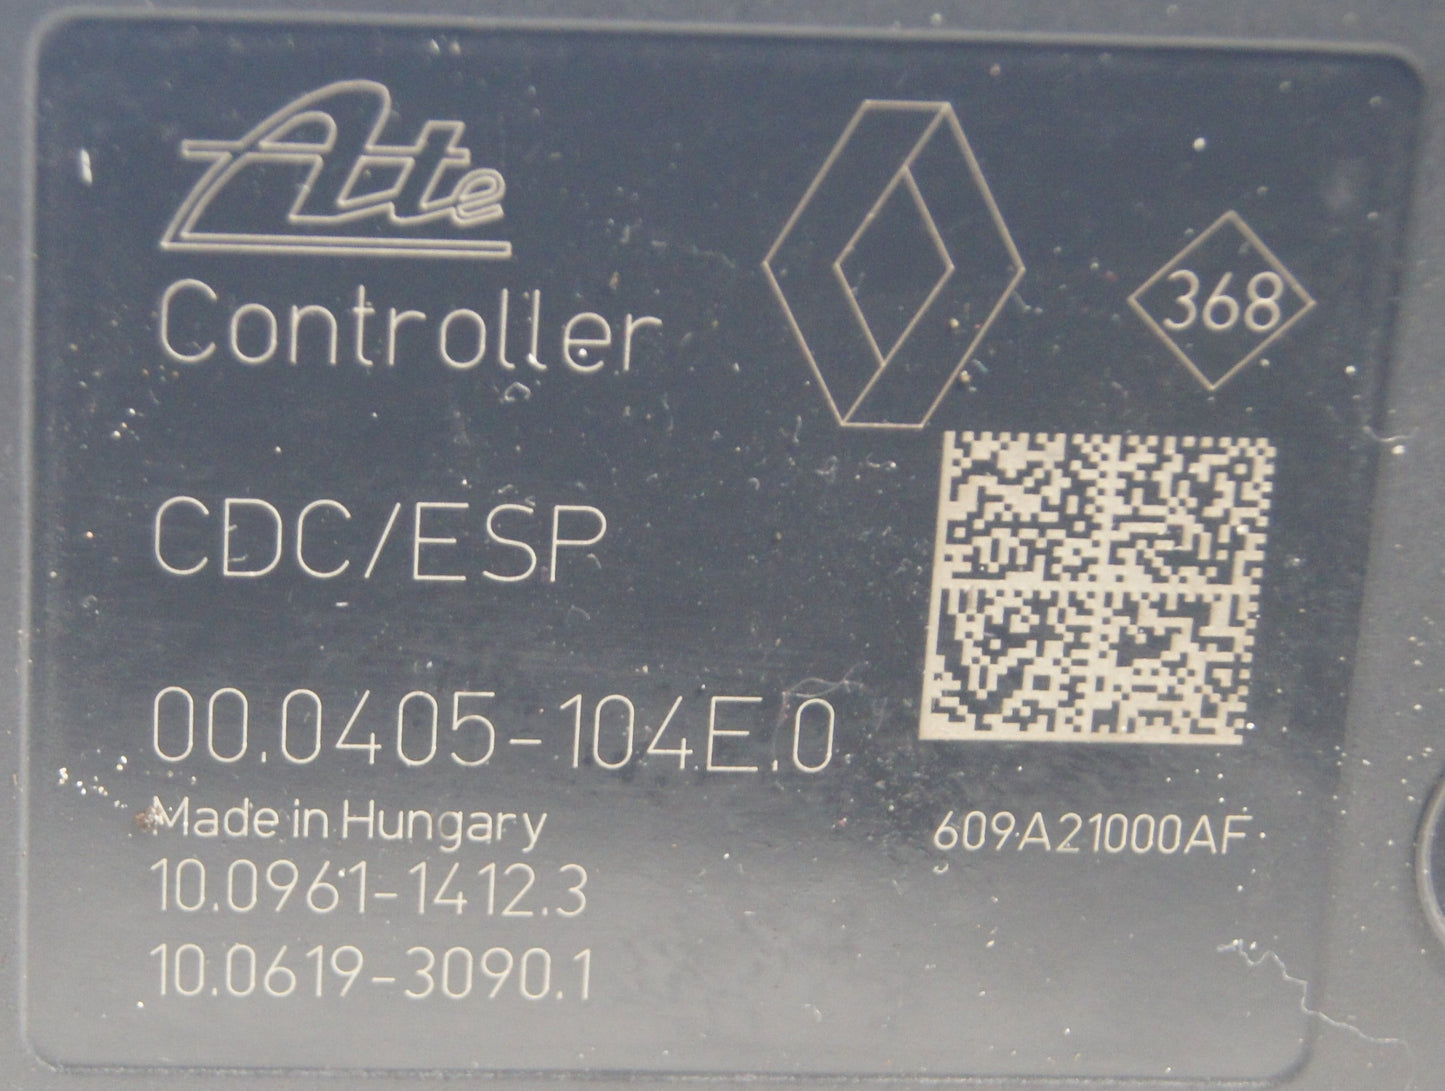 Ate
Controller
368
CDC/ESP
00.0405-104E.0
Made in Hungary
609A21000AF
10.0961-1412.3
10.0619-3090.1